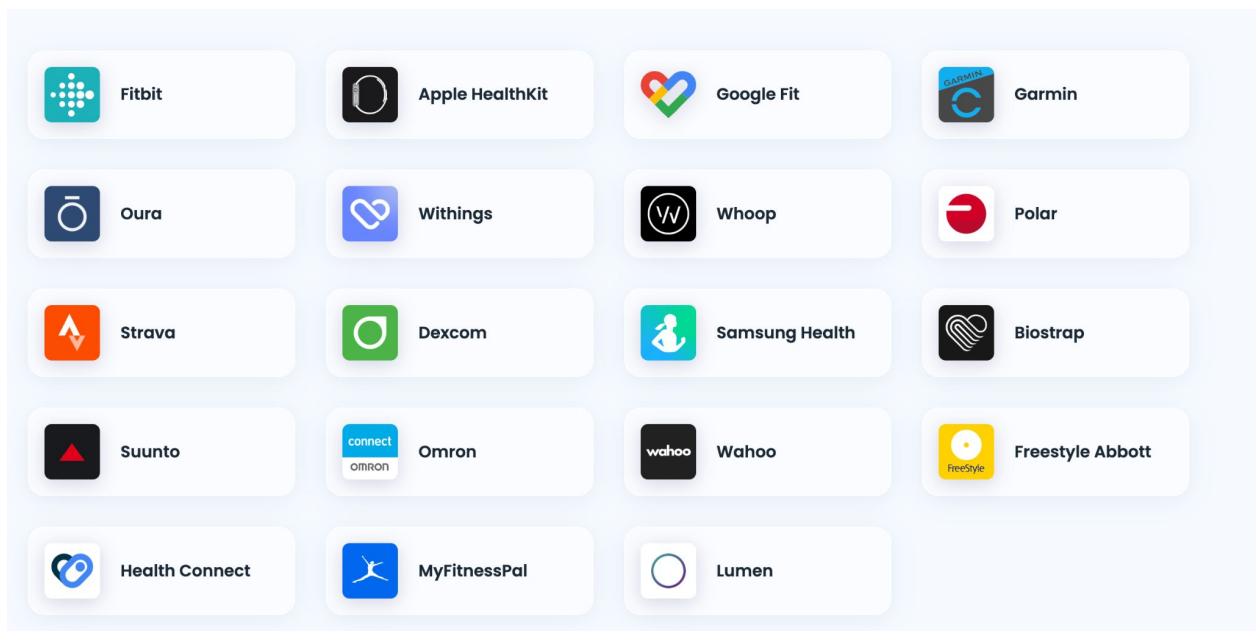 Fitbit
Apple HealthKit
Google Fit
GARMIN
Garmin
Oura
Withings
Whoop
Polar
Strava
Dexcom
Samsung Health
Biostrap
Suunto
connect
OMRON
Omron
wahoo
Wahoo
FreeStyle
Freestyle Abbott
Health Connect
MyFitnessPal
Lumen